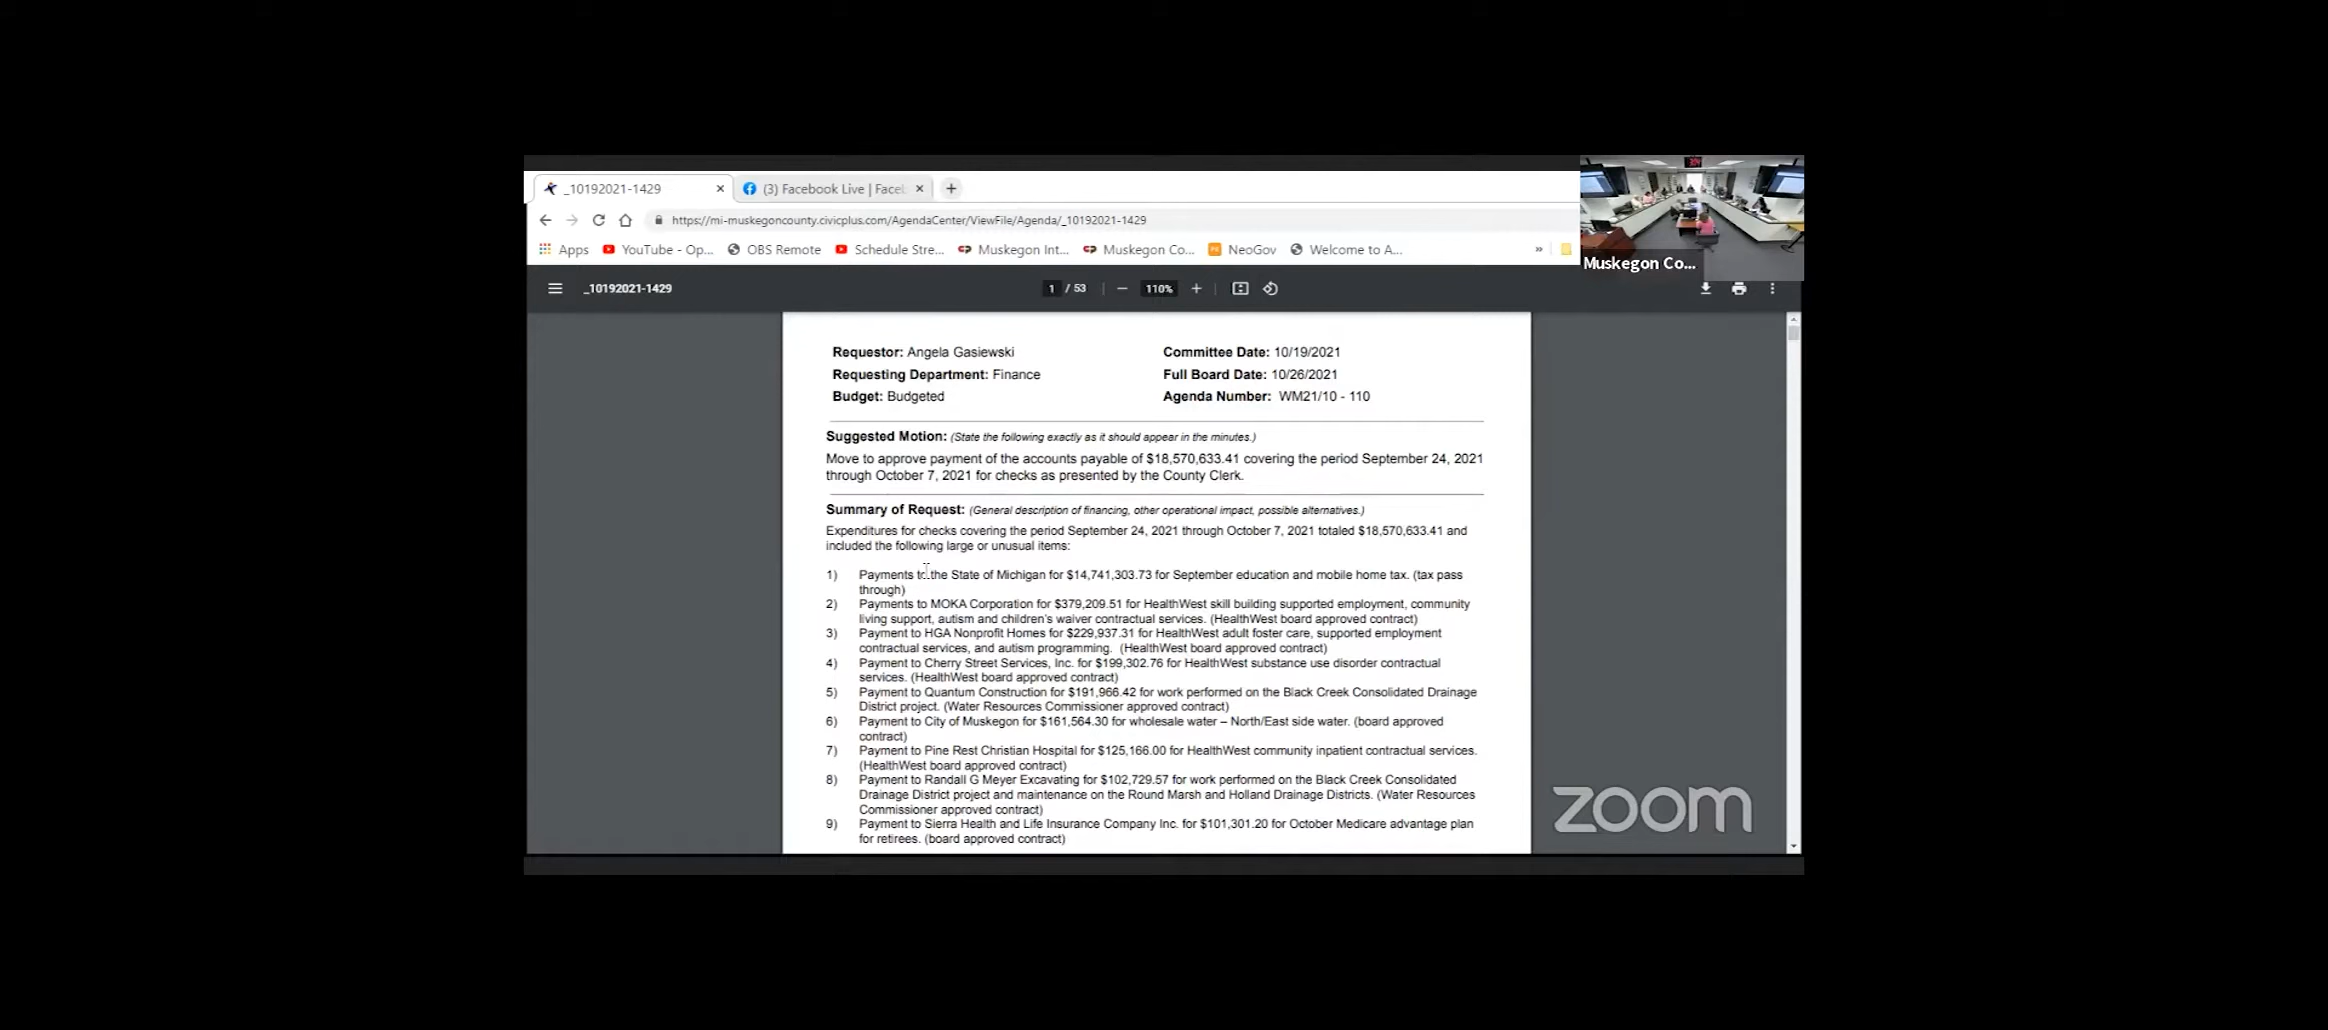 _10192021-1429
(3) Facebook Live | Facel
https://mi-muskegoncounty.civicplus.com/AgendaCenter/ViewFile/Agenda/_10192021-1429
Apps YouTube - Op... OBS Remote Schedule Stre... Muskegon Int... Muskegon Co... NeoGov Welcome to A... »
Muskegon Co...
_10192021-1429 1 / 53 110%
Requestor: Angela Gasiewski Committee Date: 10/19/2021
Requesting Department: Finance Full Board Date: 10/26/2021
Budget: Budgeted Agenda Number: WM21/10 - 110
Suggested Motion: (State the following exactly as it should appear in the minutes.)
Move to approve payment of the accounts payable of $18,570,633.41 covering the period September 24, 2021
through October 7, 2021 for checks as presented by the County Clerk.
Summary of Request: (General description of financing, other operational impact, possible alternatives.)
Expenditures for checks covering the period September 24, 2021 through October 7, 2021 totaled $18,570,633.41 and
included the following large or unusual items:
1) Payments to the State of Michigan for $14,741,303.73 for September education and mobile home tax. (tax pass
through)
2) Payments to MOKA Corporation for $379,209.51 for HealthWest skill building supported employment, community
living support, autism and children's waiver contractual services. (HealthWest board approved contract)
3) Payment to HGA Nonprofit Homes for $229,937.31 for HealthWest adult foster care, supported employment
contractual services, and autism programming. (HealthWest board approved contract)
4) Payment to Cherry Street Services, Inc. for $199,302.76 for HealthWest substance use disorder contractual
services. (HealthWest board approved contract)
5) Payment to Quantum Construction for $191,966.42 for work performed on the Black Creek Consolidated Drainage
District project. (Water Resources Commissioner approved contract)
6) Payment to City of Muskegon for $161,564.30 for wholesale water – North/East side water. (board approved
contract)
7) Payment to Pine Rest Christian Hospital for $125,166.00 for HealthWest community inpatient contractual services.
(HealthWest board approved contract)
8) Payment to Randall G Meyer Excavating for $102,729.57 for work performed on the Black Creek Consolidated
Drainage District project and maintenance on the Round Marsh and Holland Drainage Districts. (Water Resources
Commissioner approved contract)
9) Payment to Sierra Health and Life Insurance Company Inc. for $101,301.20 for October Medicare advantage plan
for retirees. (board approved contract)
zoom